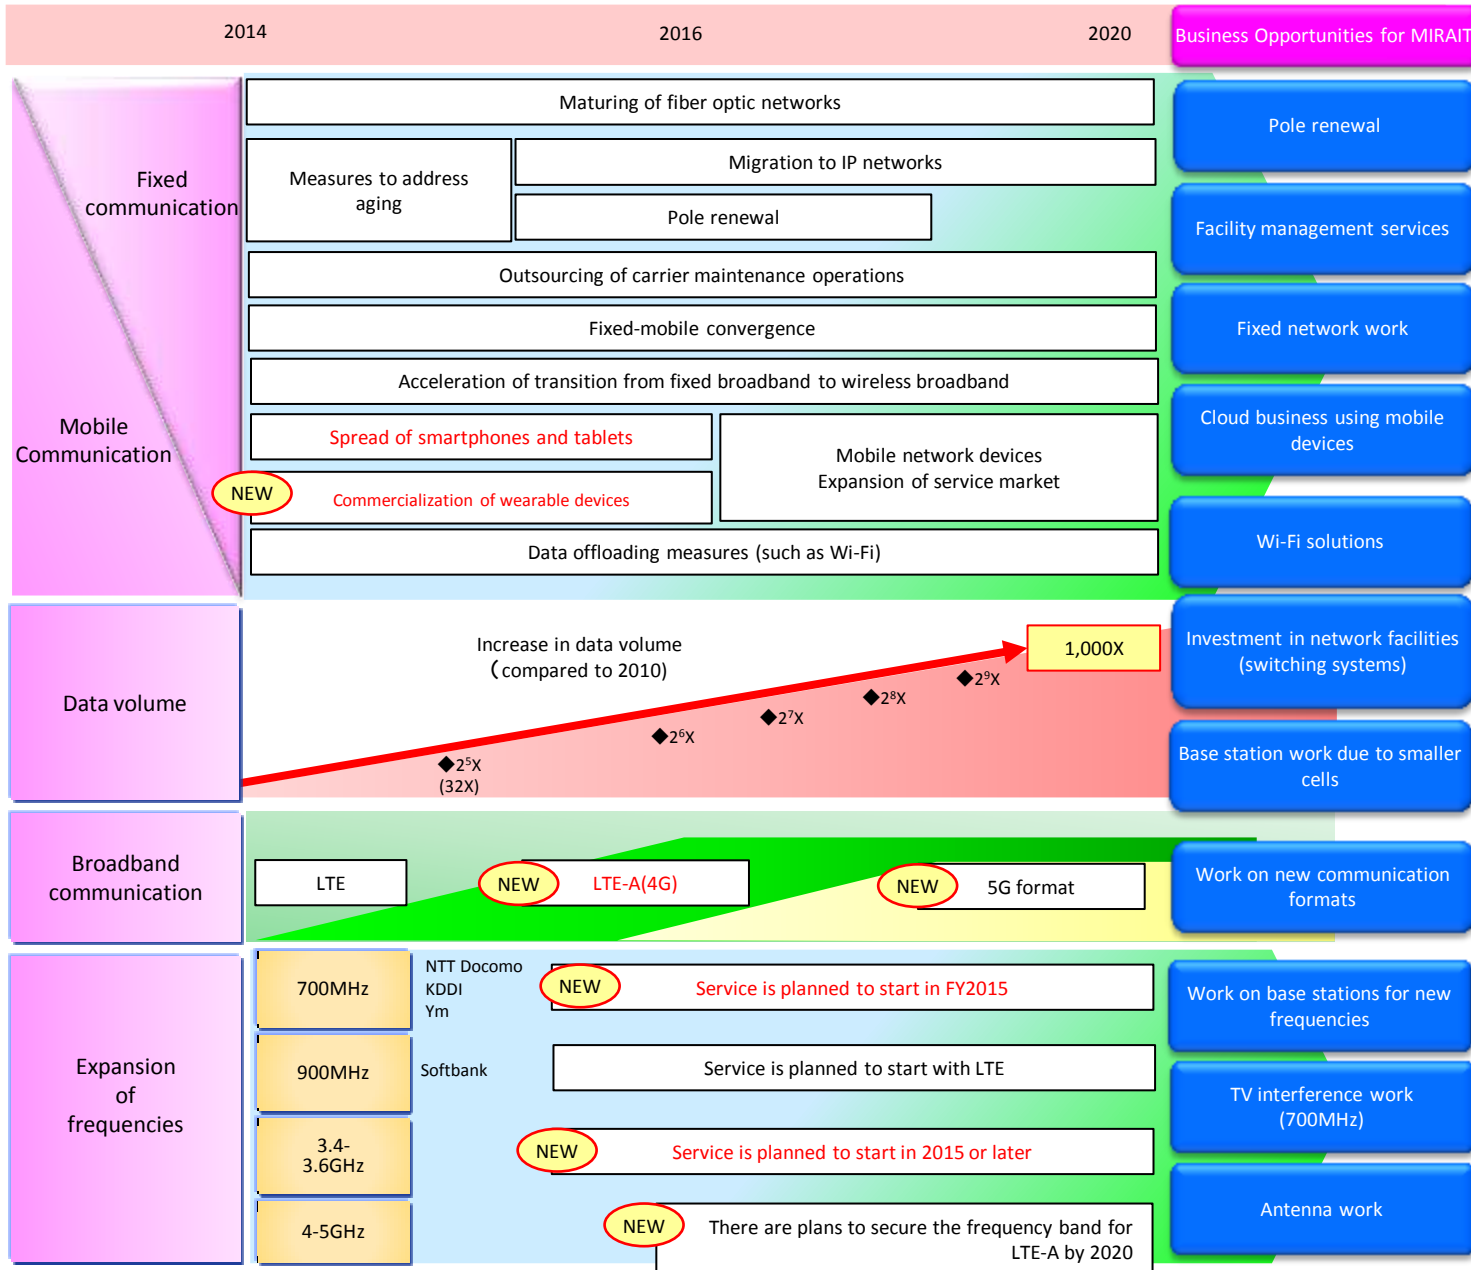 2014
2016
2020
Business Opportunities for MIRAIT
Fixed
communication
Mobile
Communication
Maturing of fiber optic networks
Measures to address
aging
Migration to IP networks
Pole renewal
Outsourcing of carrier maintenance operations
Fixed-mobile convergence
Acceleration of transition from fixed broadband to wireless broadband
Spread of smartphones and tablets
NEW
Commercialization of wearable devices
Mobile network devices
Expansion of service market
Data offloading measures (such as Wi-Fi)
Pole renewal
Facility management services
Fixed network work
Cloud business using mobile
devices
Wi-Fi solutions
Data volume
Increase in data volume
（compared to 2010)
◆2⁵X
(32X)
◆2⁶X
◆2⁷X
◆2⁸X
◆2⁹X
1,000X
Investment in network facilities
(switching systems)
Base station work due to smaller
cells
Broadband
communication
LTE
NEW
LTE-A(4G)
NEW
5G format
Work on new communication
formats
Expansion
of
frequencies
700MHz
NTT Docomo
KDDI
Ym
NEW
Service is planned to start in FY2015
900MHz
Softbank
Service is planned to start with LTE
3.4-
3.6GHz
NEW
Service is planned to start in 2015 or later
4-5GHz
NEW
There are plans to secure the frequency band for
LTE-A by 2020
Work on base stations for new
frequencies
TV interference work
(700MHz)
Antenna work